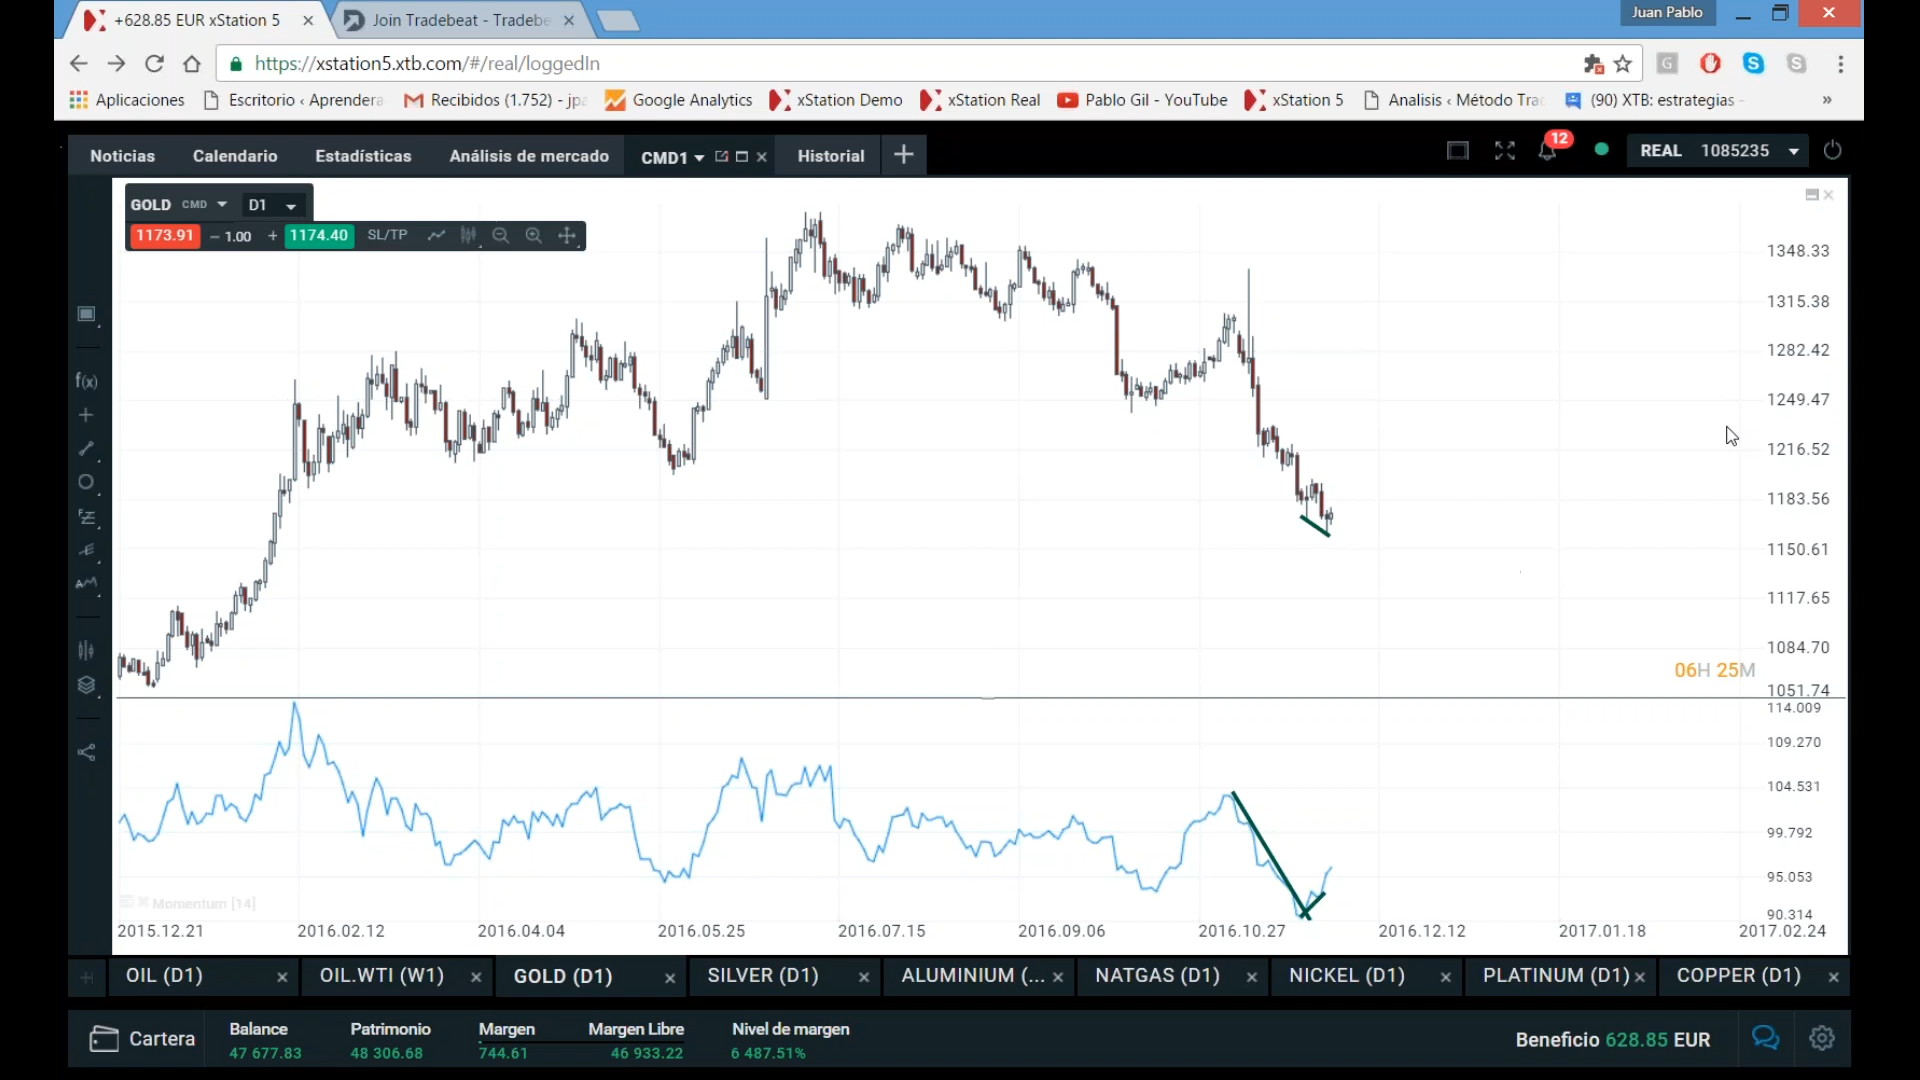 +628.85 EUR xStation 5
Join Tradebeat - Tradebe
Juan Pablo
https://xstation5.xtb.com/#/real/loggedIn
Aplicaciones
Escritorio ‹ Aprendera
Recibidos (1.752) - jpa
Google Analytics
xStation Demo
xStation Real
Pablo Gil - YouTube
xStation 5
Analisis ‹ Método Trad
(90) XTB: estrategias -
»
Noticias
Calendario
Estadísticas
Análisis de mercado
CMD1
Historial
12
REAL 1085235
GOLD CMD
D1
1173.91
– 1.00 +
1174.40
SL/TP
f(x)
1348.33
1315.38
1282.42
1249.47
1216.52
1183.56
1150.61
1117.65
1084.70
1051.74
06H 25M
114.009
109.270
104.531
99.792
95.053
90.314
Momentum [14]
2015.12.21
2016.02.12
2016.04.04
2016.05.25
2016.07.15
2016.09.06
2016.10.27
2016.12.12
2017.01.18
2017.02.24
OIL (D1)
OIL.WTI (W1)
GOLD (D1)
SILVER (D1)
ALUMINIUM (...
NATGAS (D1)
NICKEL (D1)
PLATINUM (D1)
COPPER (D1)
Cartera
Balance
47 677.83
Patrimonio
48 306.68
Margen
744.61
Margen Libre
46 933.22
Nivel de margen
6 487.51%
Beneficio 628.85 EUR